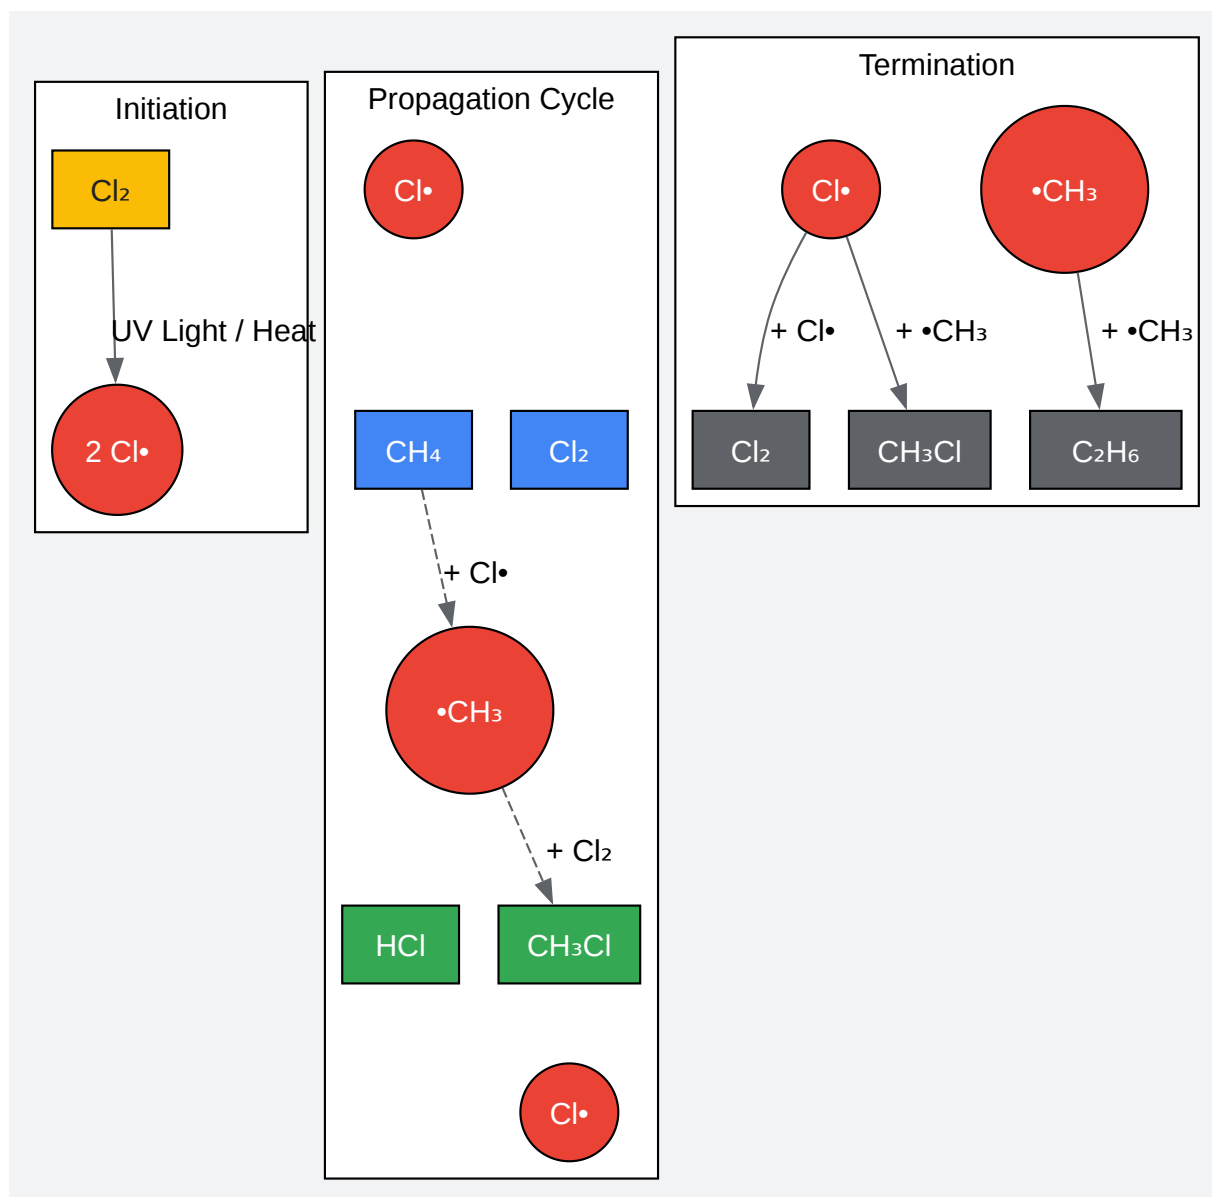 Initiation
Cl₂
UV Light / Heat
2 Cl•
Propagation Cycle
Cl•
CH₄
Cl₂
+ Cl•
•CH₃
+ Cl₂
HCl
CH₃Cl
Cl•
Termination
Cl•
•CH₃
+ Cl•
+ •CH₃
+ •CH₃
Cl₂
CH₃Cl
C₂H₆